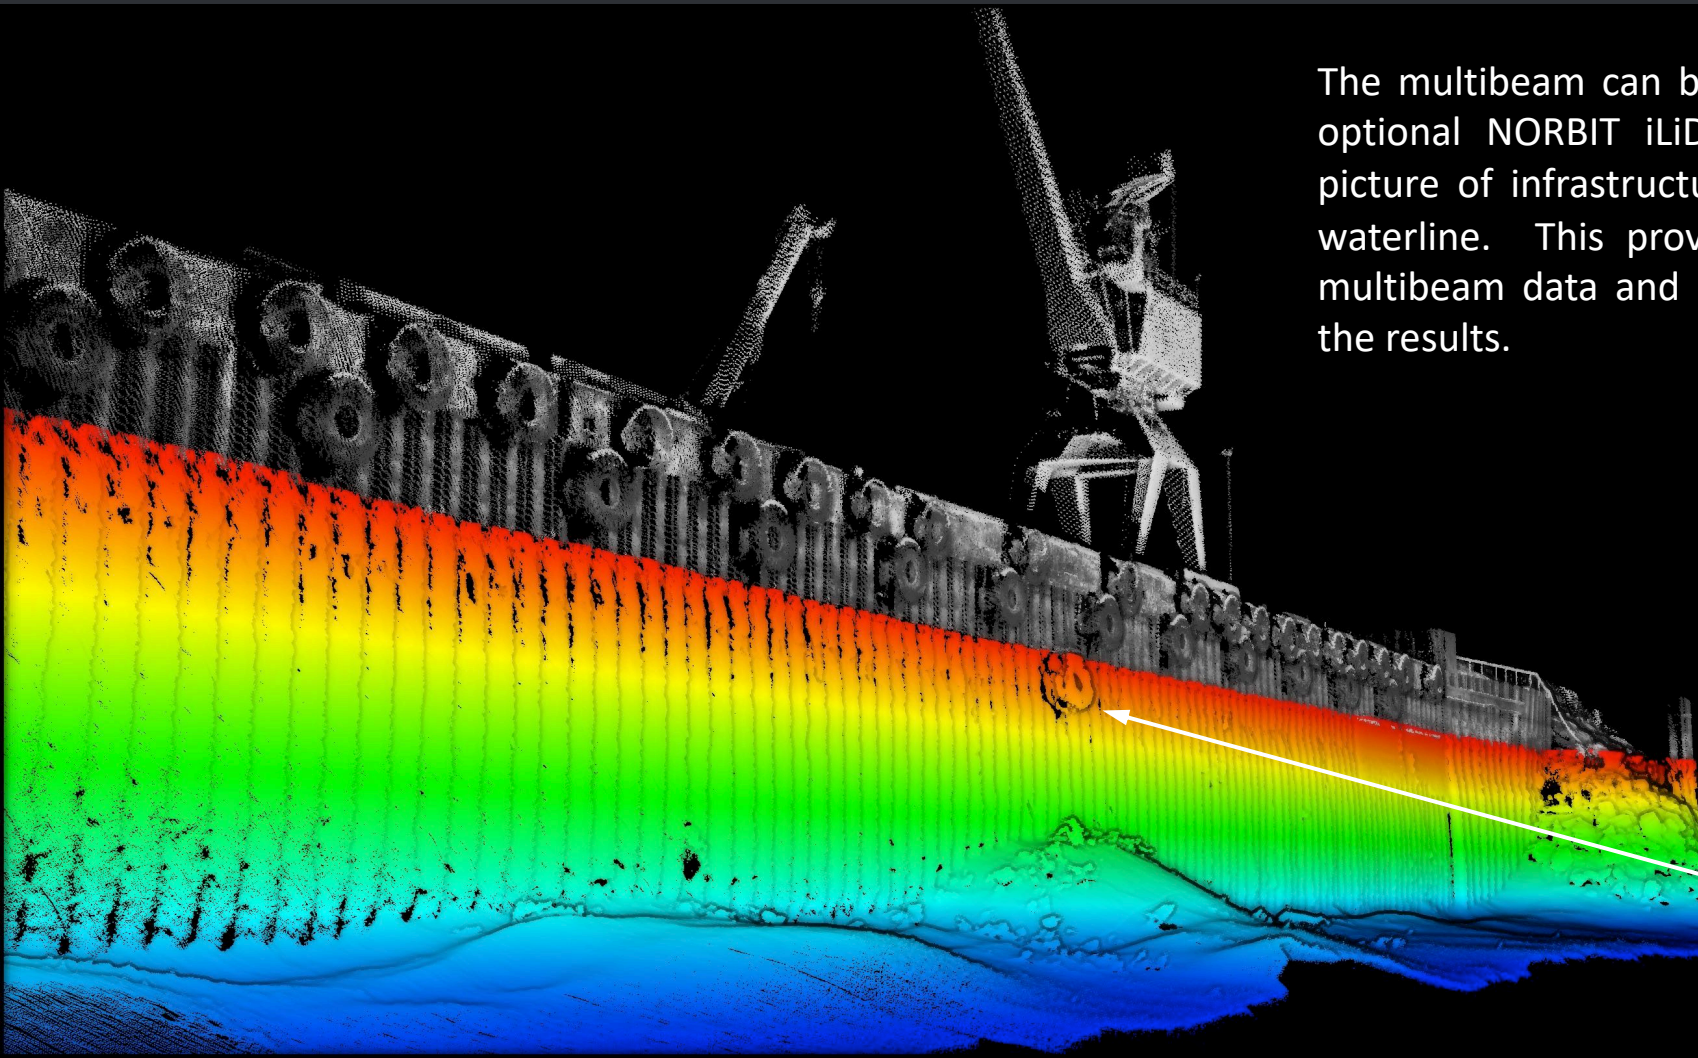 The multibeam can b
optional NORBIT iLiD
picture of infrastructu
waterline. This prov
multibeam data and
the results.